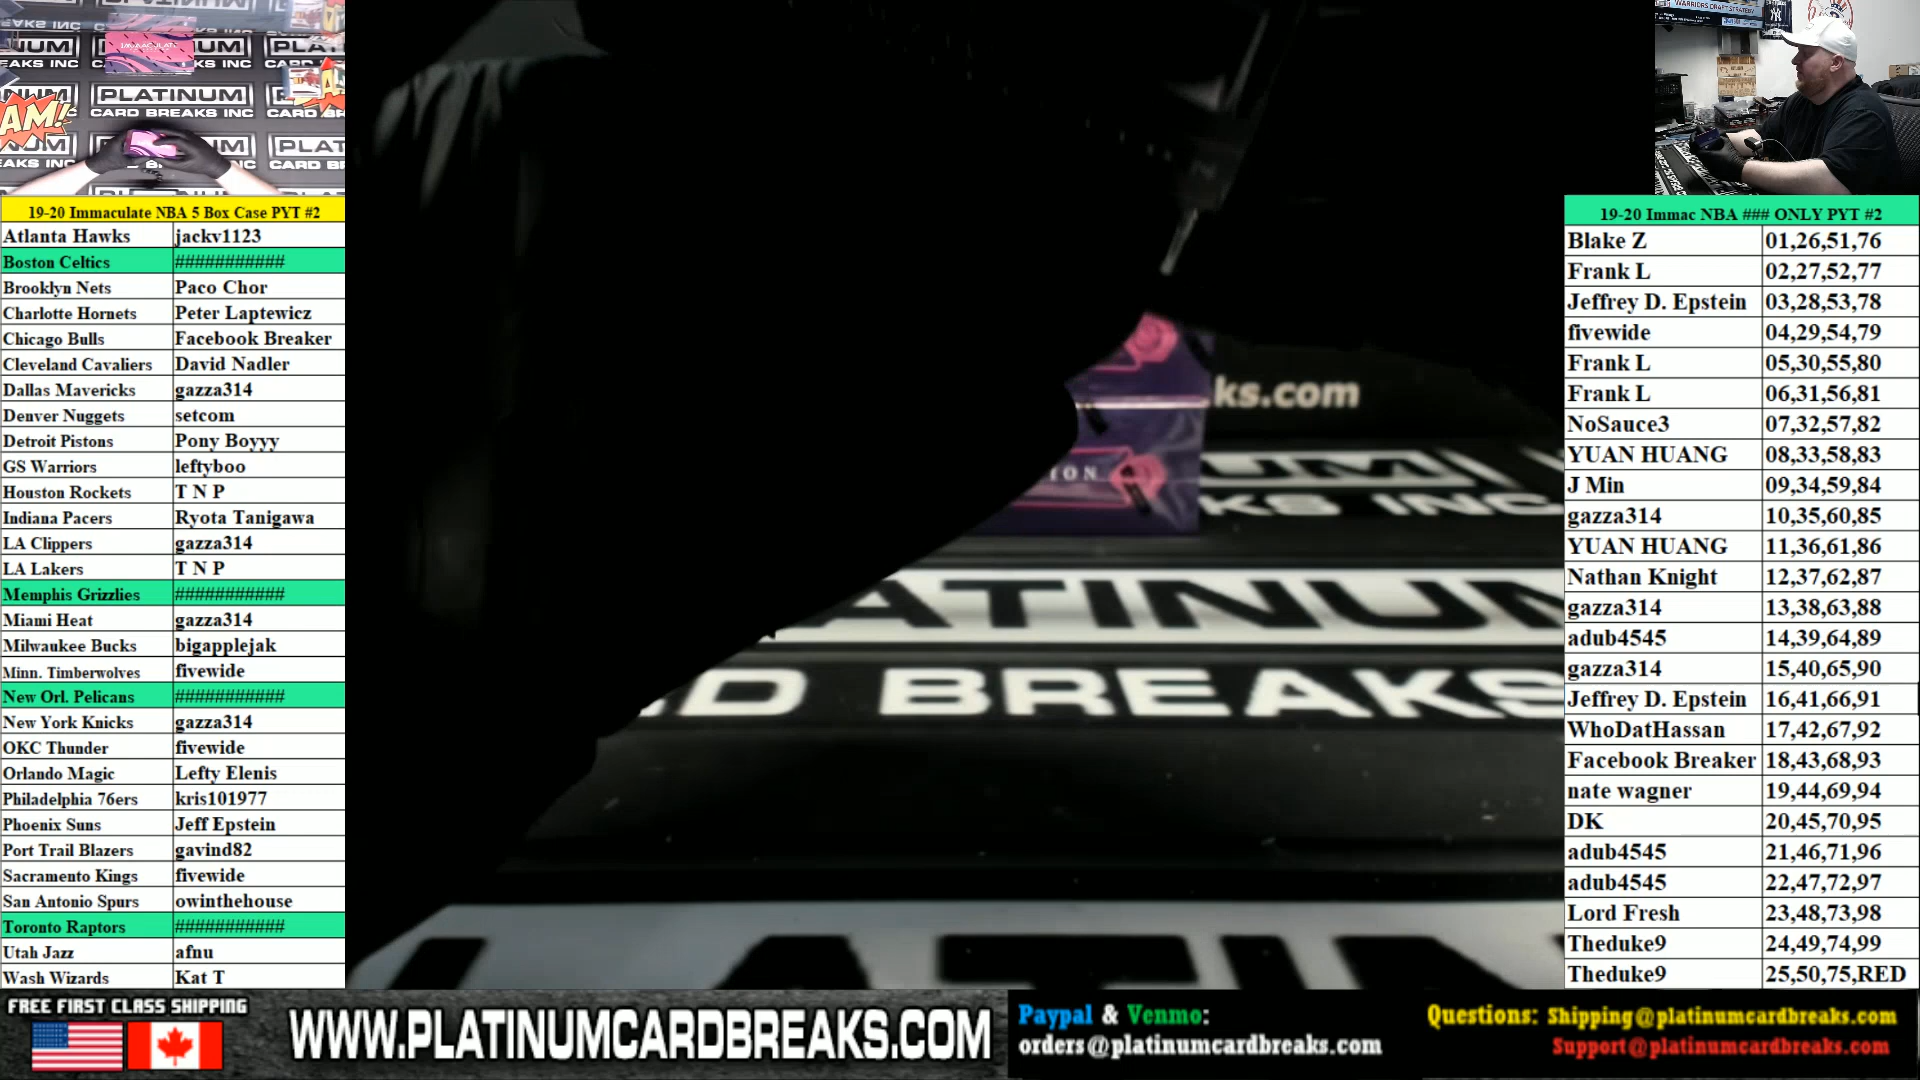 19-20 Immaculate NBA 5 Box Case PYT #2
Atlanta Hawks jackv1123
Boston Celtics ###########
Brooklyn Nets Paco Chor
Charlotte Hornets Peter Laptewicz
Chicago Bulls Facebook Breaker
Cleveland Cavaliers David Nadler
Dallas Mavericks gazza314
Denver Nuggets setcom
Detroit Pistons Pony Boyyy
GS Warriors leftyboo
Houston Rockets T N P
Indiana Pacers Ryota Tanigawa
LA Clippers gazza314
LA Lakers T N P
Memphis Grizzlies ###########
Miami Heat gazza314
Milwaukee Bucks bigapplejak
Minn. Timberwolves fivewide
New Orl. Pelicans ###########
New York Knicks gazza314
OKC Thunder fivewide
Orlando Magic Lefty Elenis
Philadelphia 76ers kris101977
Phoenix Suns Jeff Epstein
Port Trail Blazers gavind82
Sacramento Kings fivewide
San Antonio Spurs owinthehouse
Toronto Raptors ###########
Utah Jazz afnu
Wash Wizards Kat T
PLATINUM
CARD BREAKS INC
WARRIORS DRAFT STRATEGY
ks.com
ION
UM
KS INC
ATINUM
D BREAKS
LATIN
19-20 Immac NBA ### ONLY PYT #2
Blake Z 01,26,51,76
Frank L 02,27,52,77
Jeffrey D. Epstein 03,28,53,78
fivewide 04,29,54,79
Frank L 05,30,55,80
Frank L 06,31,56,81
NoSauce3 07,32,57,82
YUAN HUANG 08,33,58,83
J Min 09,34,59,84
gazza314 10,35,60,85
YUAN HUANG 11,36,61,86
Nathan Knight 12,37,62,87
gazza314 13,38,63,88
adub4545 14,39,64,89
gazza314 15,40,65,90
Jeffrey D. Epstein 16,41,66,91
WhoDatHassan 17,42,67,92
Facebook Breaker 18,43,68,93
nate wagner 19,44,69,94
DK 20,45,70,95
adub4545 21,46,71,96
adub4545 22,47,72,97
Lord Fresh 23,48,73,98
Theduke9 24,49,74,99
Theduke9 25,50,75,RED
FREE FIRST CLASS SHIPPING
WWW.PLATINUMCARDBREAKS.COM
Paypal & Venmo:
orders@platinumcardbreaks.com
Questions: Shipping@platinumcardbreaks.com
Support@platinumcardbreaks.com